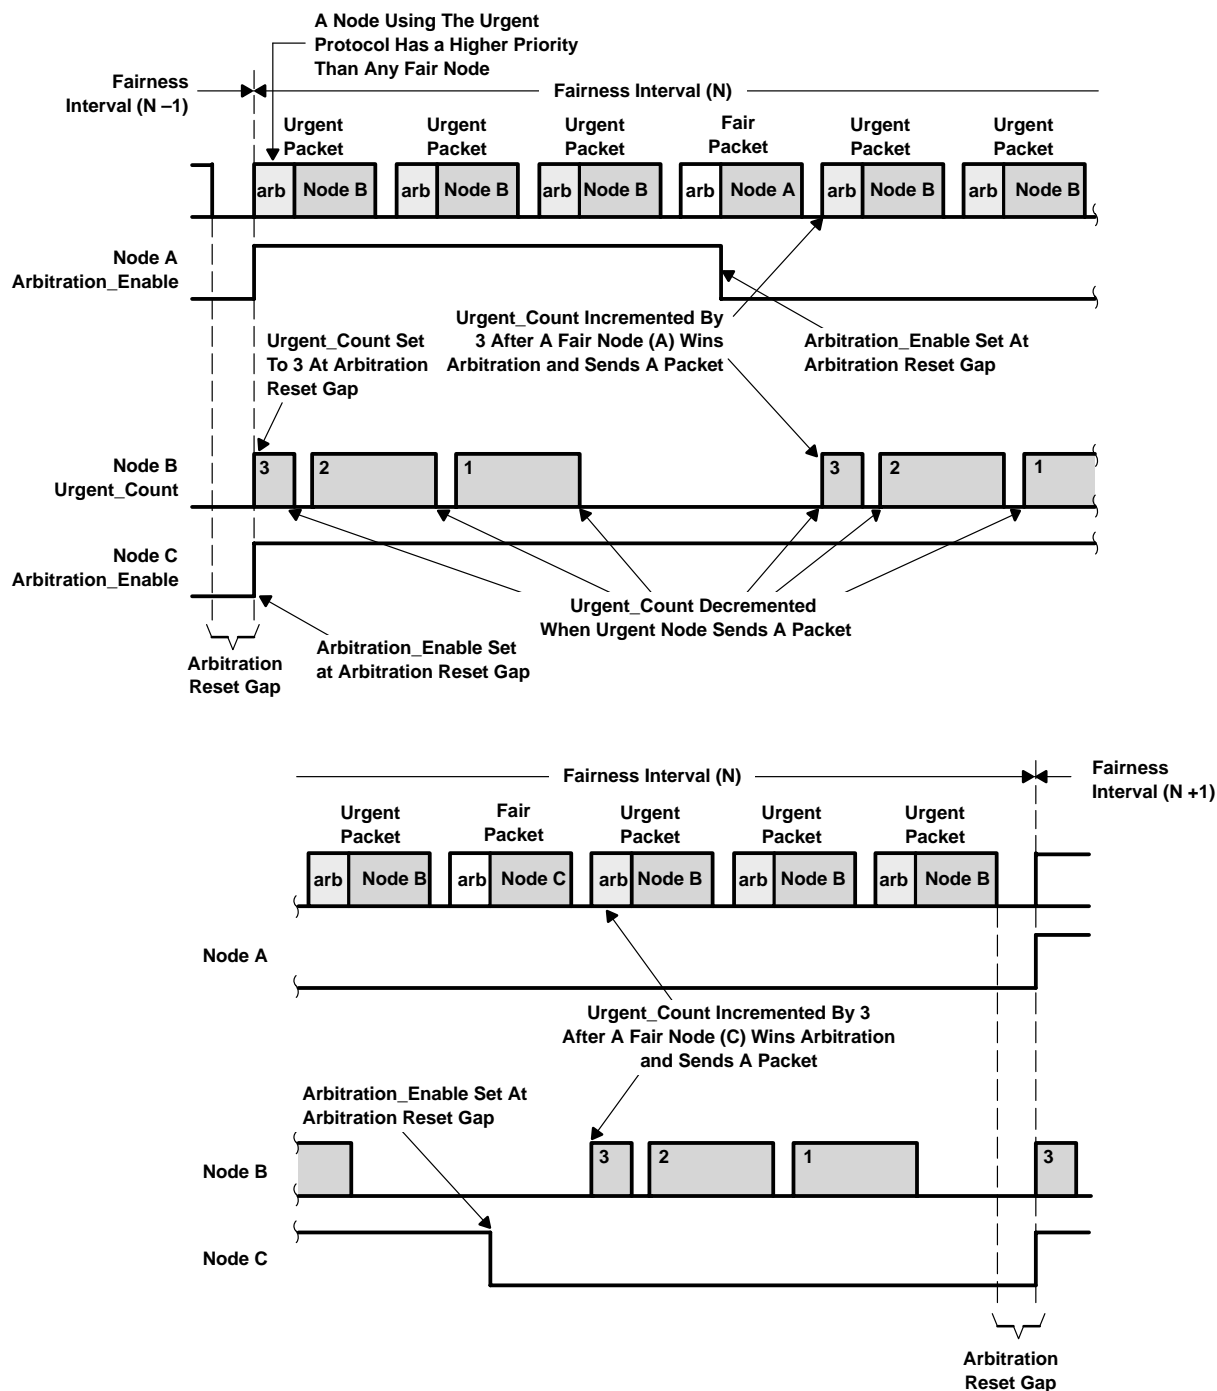 A Node Using The Urgent
Protocol Has a Higher Priority
Than Any Fair Node
Fairness
Interval (N –1)
Fairness Interval (N)
Urgent
Packet
Urgent
Packet
Urgent
Packet
Fair
Packet
Urgent
Packet
Urgent
Packet
arb Node B
arb Node B
arb Node B
arb Node A
arb Node B
arb Node B
Node A
Arbitration_Enable
Urgent_Count Set
To 3 At Arbitration
Reset Gap
Urgent_Count Incremented By
3 After A Fair Node (A) Wins
Arbitration and Sends A Packet
Arbitration_Enable Set At
Arbitration Reset Gap
Node B
Urgent_Count
3
2
1
3
2
1
Node C
Arbitration_Enable
Urgent_Count Decremented
When Urgent Node Sends A Packet
Arbitration_Enable Set
at Arbitration Reset Gap
Arbitration
Reset Gap
Fairness Interval (N)
Fairness
Interval (N +1)
Urgent
Packet
Fair
Packet
Urgent
Packet
Urgent
Packet
Urgent
Packet
arb Node B
arb Node C
arb Node B
arb Node B
arb Node B
Node A
Urgent_Count Incremented By 3
After A Fair Node (C) Wins Arbitration
and Sends A Packet
Arbitration_Enable Set At
Arbitration Reset Gap
Node B
3
2
1
3
Node C
Arbitration
Reset Gap